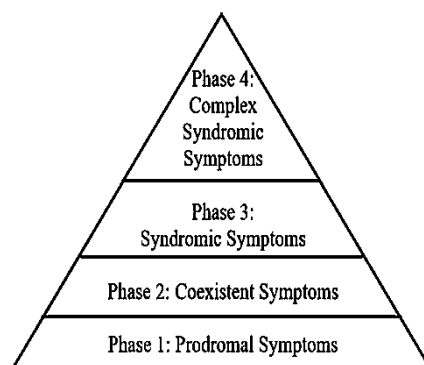 Phase 4:
Complex
Syndromic
Symptoms
Phase 3:
Syndromic Symptoms
Phase 2: Coexistent Symptoms
Phase 1: Prodromal Symptoms